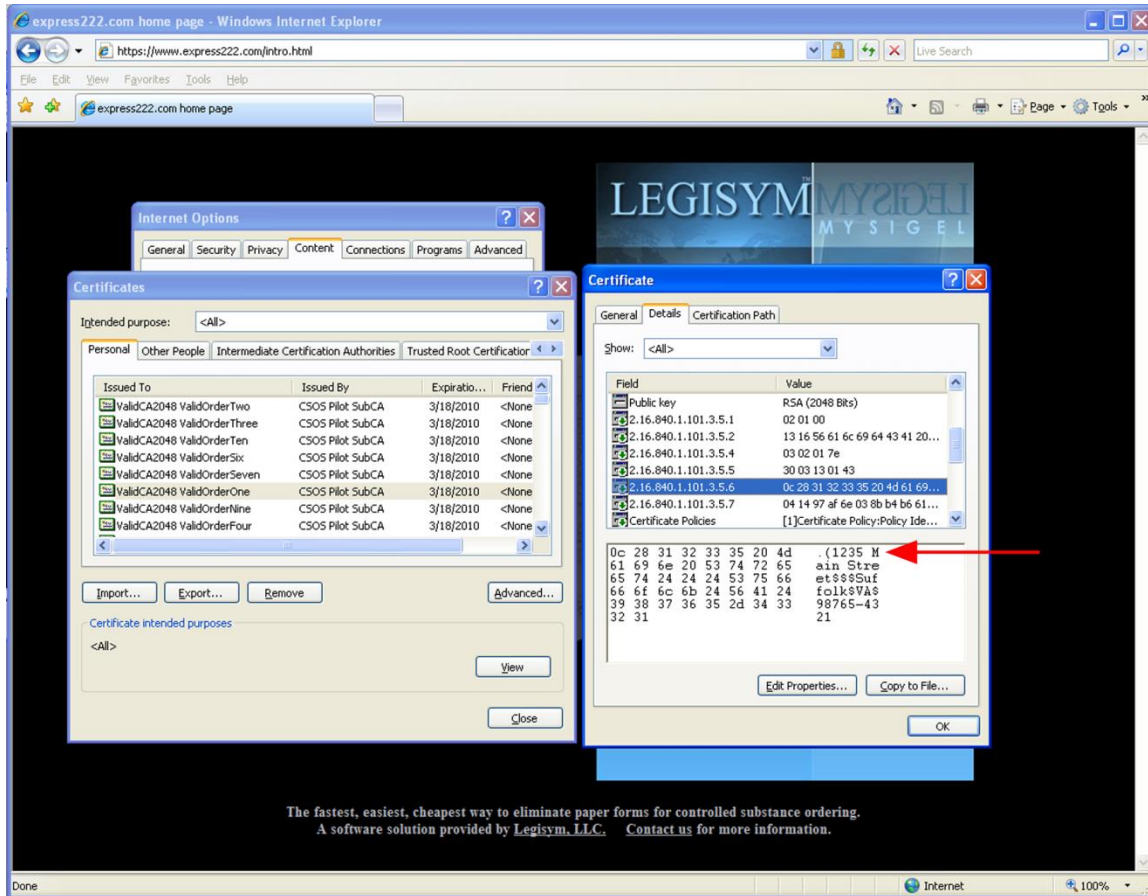 express222.com home page - Windows Internet Explorer
https://www.express222.com/intro.html
Live Search
File Edit View Favorites Tools Help
express222.com home page
Page Tools
LEGISYM™
MY SIGEL
Internet Options
General Security Privacy Content Connections Programs Advanced
Certificates
Intended purpose: <All>
Personal Other People Intermediate Certification Authorities Trusted Root Certification
Issued To Issued By Expiratio... Friend
ValidCA2048 ValidOrderTwo CSOS Pilot SubCA 3/18/2010 <None
ValidCA2048 ValidOrderThree CSOS Pilot SubCA 3/18/2010 <None
ValidCA2048 ValidOrderTen CSOS Pilot SubCA 3/18/2010 <None
ValidCA2048 ValidOrderSix CSOS Pilot SubCA 3/18/2010 <None
ValidCA2048 ValidOrderSeven CSOS Pilot SubCA 3/18/2010 <None
ValidCA2048 ValidOrderOne CSOS Pilot SubCA 3/18/2010 <None
ValidCA2048 ValidOrderNine CSOS Pilot SubCA 3/18/2010 <None
ValidCA2048 ValidOrderFour CSOS Pilot SubCA 3/18/2010 <None
Import... Export... Remove Advanced...
Certificate intended purposes
<All>
View
Close
Certificate
General Details Certification Path
Show: <All>
Field Value
Public key RSA (2048 Bits)
2.16.840.1.101.3.5.1 02 01 00
2.16.840.1.101.3.5.2 13 16 56 61 6c 69 64 43 41 20...
2.16.840.1.101.3.5.4 03 02 01 7e
2.16.840.1.101.3.5.5 30 03 13 01 43
2.16.840.1.101.3.5.6 0c 28 31 32 33 35 20 4d 61 69...
2.16.840.1.101.3.5.7 04 14 97 af 6e 03 8b b4 b6 61...
Certificate Policies [1]Certificate Policy:Policy Ide...
0c 28 31 32 33 35 20 4d .(1235 M
61 69 6e 20 53 74 72 65 ain Stre
65 74 24 24 24 53 75 66 et$$$Suf
66 6f 6c 6b 24 56 41 24 folk$VA$
39 38 37 36 35 2d 34 33 98765-43
32 31 21
Edit Properties... Copy to File...
OK
The fastest, easiest, cheapest way to eliminate paper forms for controlled substance ordering.
A software solution provided by Legisym, LLC. Contact us for more information.
Done Internet 100%